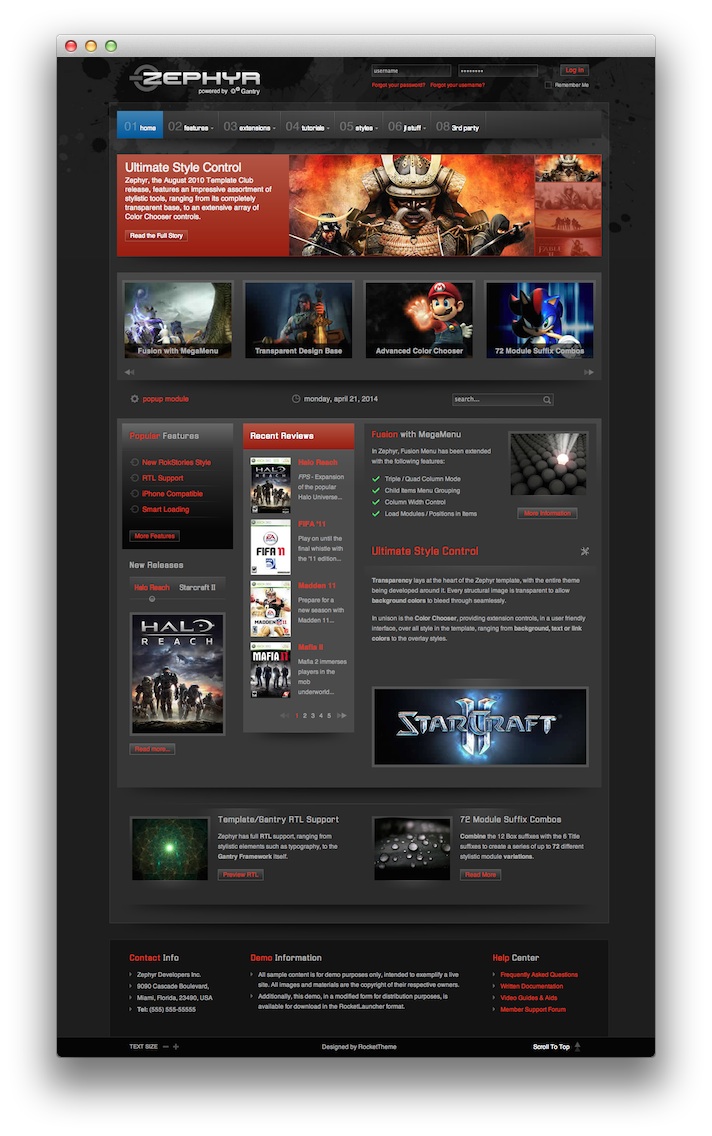 ZEPHYR
powered by Gantry
username
Log in
Forgot your password? Forgot your username?
Remember Me
01 home 02 features 03 extensions 04 tutorials 05 styles 06 j! stuff 08 3rd party
Ultimate Style Control
Zephyr, the August 2010 Template Club
release, features an impressive assortment of
stylistic tools, ranging from its completely
transparent base, to an extensive array of
Color Chooser controls.
Read the Full Story
Fusion with MegaMenu
Transparent Design Base
Advanced Color Chooser
72 Module Suffix Combos
popup module
monday, april 21, 2014
search...
Popular Features
New RokStories Style
RTL Support
iPhone Compatible
Smart Loading
More Features
New Releases
Halo Reach Starcraft II
HALO
REACH
Read more...
Recent Reviews
HALO
REACH
Halo Reach
FPS - Expansion
of the popular
Halo Universe...
EA
SPORTS
FIFA 11
FIFA '11
Play on until the
final whistle with
the '11 edition...
MADDEN 11
Madden 11
Prepare for a
new season with
Madden 11...
MAFIA II
Mafia II
Mafia 2 immerses
players in the
mob
underworld...
1 2 3 4 5
Fusion with MegaMenu
In Zephyr, Fusion Menu has been extended
with the following features:
Triple / Quad Column Mode
Child Items Menu Grouping
Column Width Control
Load Modules / Positions in Items
More Information
Ultimate Style Control
Transparency lays at the heart of the Zephyr template, with the entire theme
being developed around it. Every structural image is transparent to allow
background colors to bleed through seamlessly.
In unison is the Color Chooser, providing extension controls, in a user friendly
interface, over all style in the template, ranging from background, text or link
colors to the overlay styles.
STARCRAFT II
Template/Gantry RTL Support
Zephyr has full RTL support, ranging from
stylistic elements such as typography, to the
Gantry Framework itself.
Preview RTL
72 Module Suffix Combos
Combine the 12 Box suffixes with the 6 Title
suffixes to create a series of up to 72 different
stylistic module variations.
Read More
Contact Info
Zephyr Developers Inc.
9090 Cascade Boulevard,
Miami, Florida, 23490, USA
Tel: (555) 555-55555
Demo Information
All sample content is for demo purposes only, intended to exemplify a live
site. All images and materials are the copyright of their respective owners.
Additionally, this demo, in a modified form for distribution purposes, is
available for download in the RocketLauncher format.
Help Center
Frequently Asked Questions
Written Documentation
Video Guides & Aids
Member Support Forum
TEXT SIZE
Designed by RocketTheme
Scroll To Top